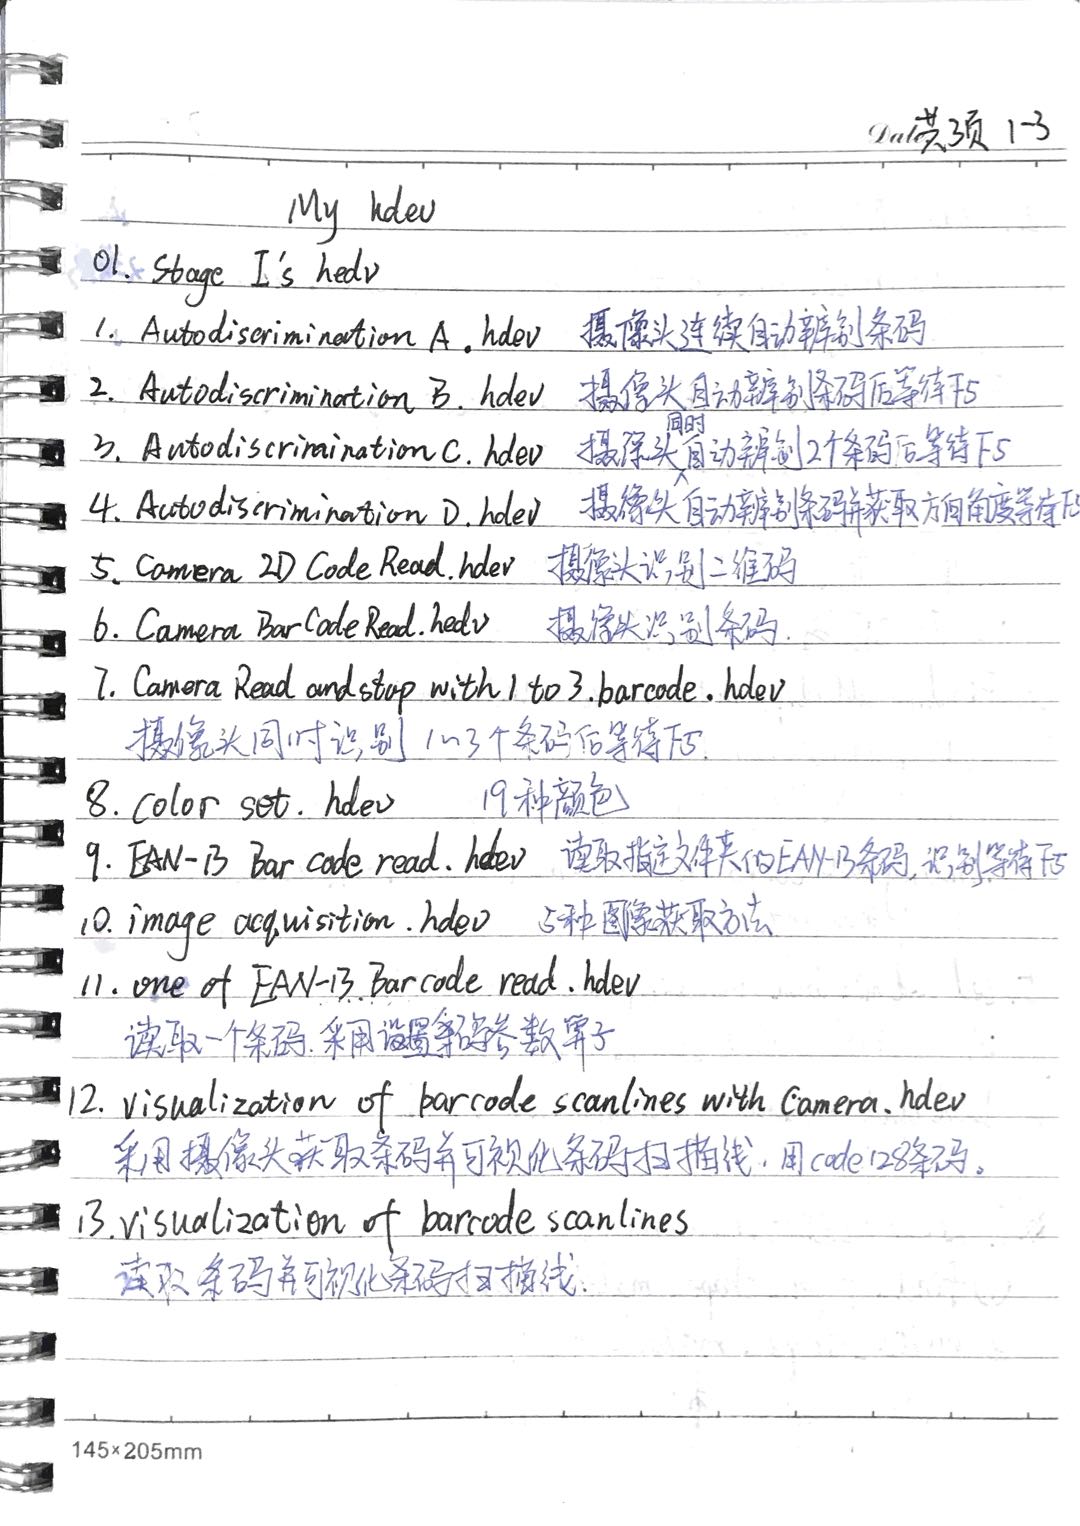 Date 共3页 1-3
My hdev
01. Stage I's hedv
1. Autodiscrimination A.hdev 摄像头连续自动辨别条码
2. Autodiscrimination B.hdev 摄像头自动辨别条码后等待F5
3. Autodiscrimination C.hdev 摄像头同时自动辨别2个条码后等待F5
4. Autodiscrimination D.hdev 摄像头自动辨别条码并获取方向角度等待F5
5. Camera 2D Code Read.hdev 摄像头识别二维码
6. Camera Bar Code Read.hedv 摄像头识别条码.
7. Camera Read and stop with 1 to 3.barcode.hdev
摄像头同时识别1~3个条码后等待F5.
8. color set.hdev 19种颜色
9. EAN-13 Bar code read.hdev 读取指定文件夹的EAN-13条码,识别等待F5
10. image acquisition.hdev 5种图像获取方法
11. one of EAN-13.Barcode read.hdev
读取一个条码.采用设置条码参数算子
12. visualization of barcode scanlines with Camera.hdev
采用摄像头获取条码并可视化条码扫描线.用code128条码。
13. visualization of barcode scanlines
读取条码并可视化条码扫描线.
145×205mm